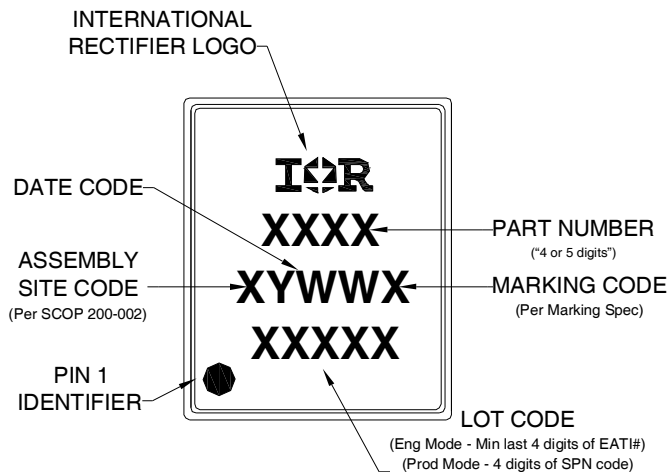 INTERNATIONAL
RECTIFIER LOGO
IOR
DATE CODE
XXXX
PART NUMBER
(“4 or 5 digits”)
ASSEMBLY
SITE CODE
(Per SCOP 200-002)
XYWWX
MARKING CODE
(Per Marking Spec)
XXXXX
PIN 1
IDENTIFIER
LOT CODE
(Eng Mode - Min last 4 digits of EATI#)
(Prod Mode - 4 digits of SPN code)